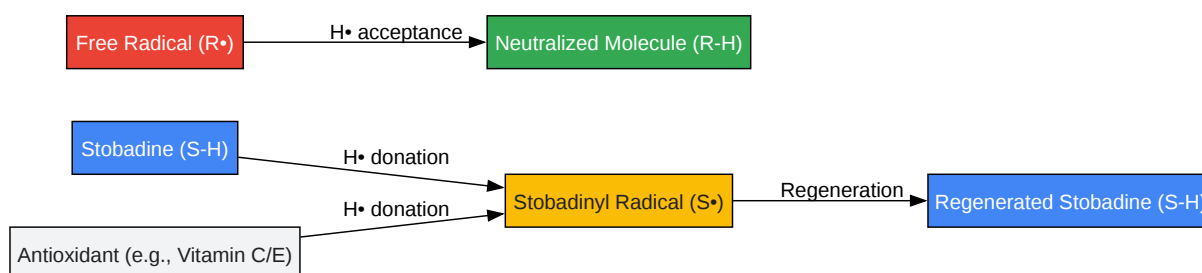 Free Radical (R•)
H• acceptance
Neutralized Molecule (R-H)
Stobadine (S-H)
H• donation
H• donation
Stobadinyl Radical (S•)
Regeneration
Regenerated Stobadine (S-H)
Antioxidant (e.g., Vitamin C/E)